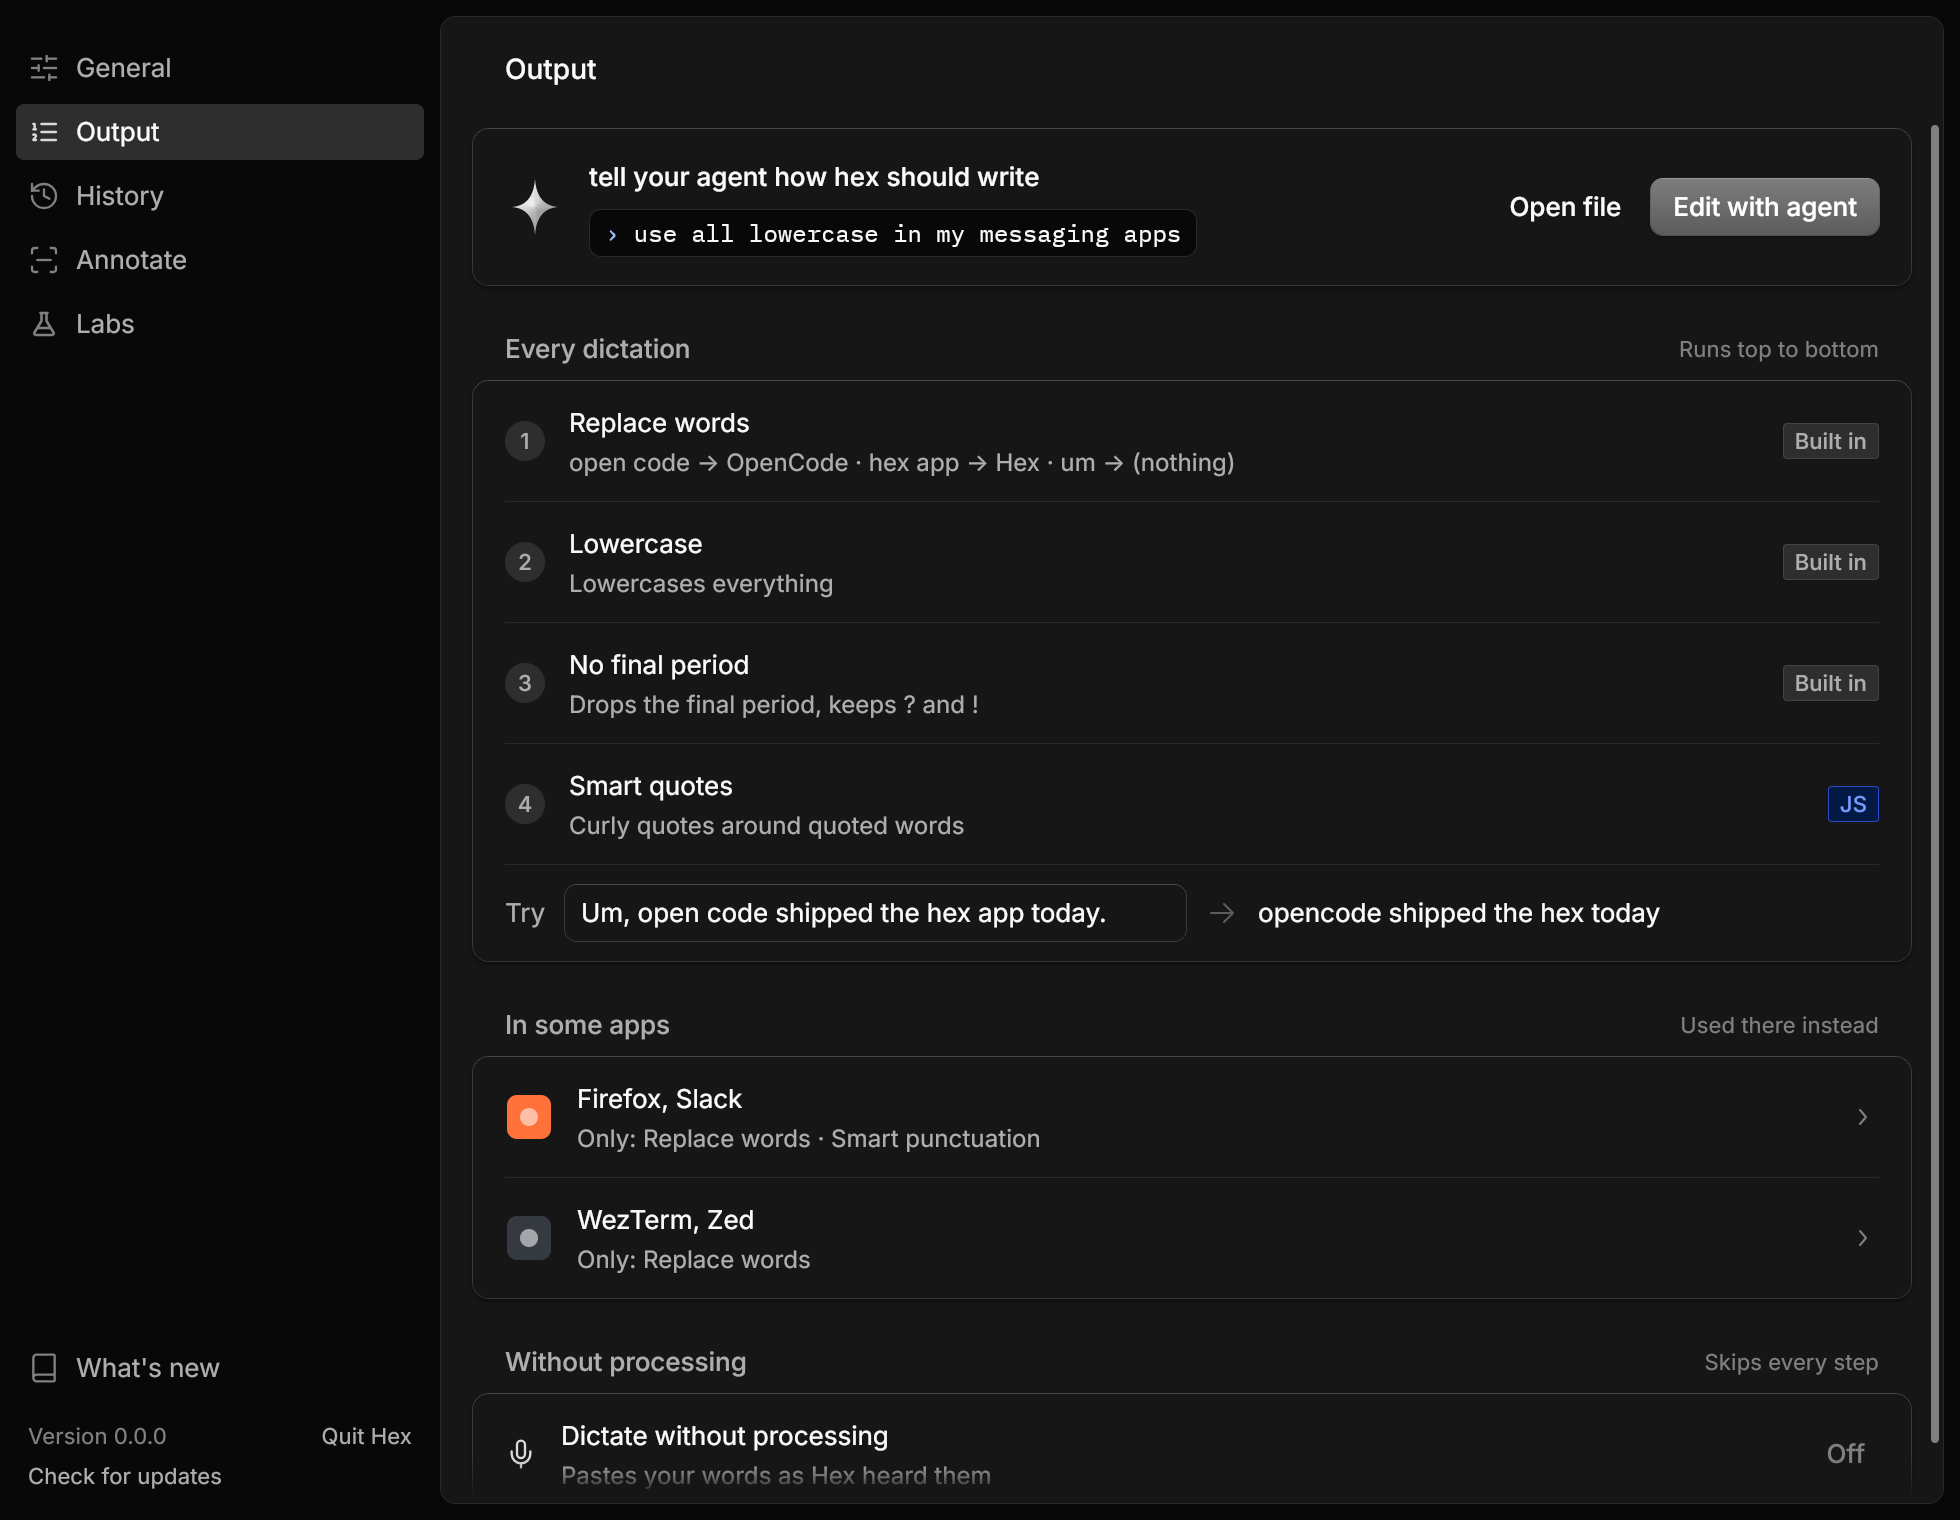 General
Output
History
Annotate
Labs
What's new
Version 0.0.0
Quit Hex
Check for updates
Output
tell your agent how hex should write
› use all lowercase in my messaging apps
Open file
Edit with agent
Every dictation
Runs top to bottom
1
Replace words
open code → OpenCode · hex app → Hex · um → (nothing)
Built in
2
Lowercase
Lowercases everything
Built in
3
No final period
Drops the final period, keeps ? and !
Built in
4
Smart quotes
Curly quotes around quoted words
JS
Try
Um, open code shipped the hex app today.
→ opencode shipped the hex today
In some apps
Used there instead
Firefox, Slack
Only: Replace words · Smart punctuation
WezTerm, Zed
Only: Replace words
Without processing
Skips every step
Dictate without processing
Pastes your words as Hex heard them
Off